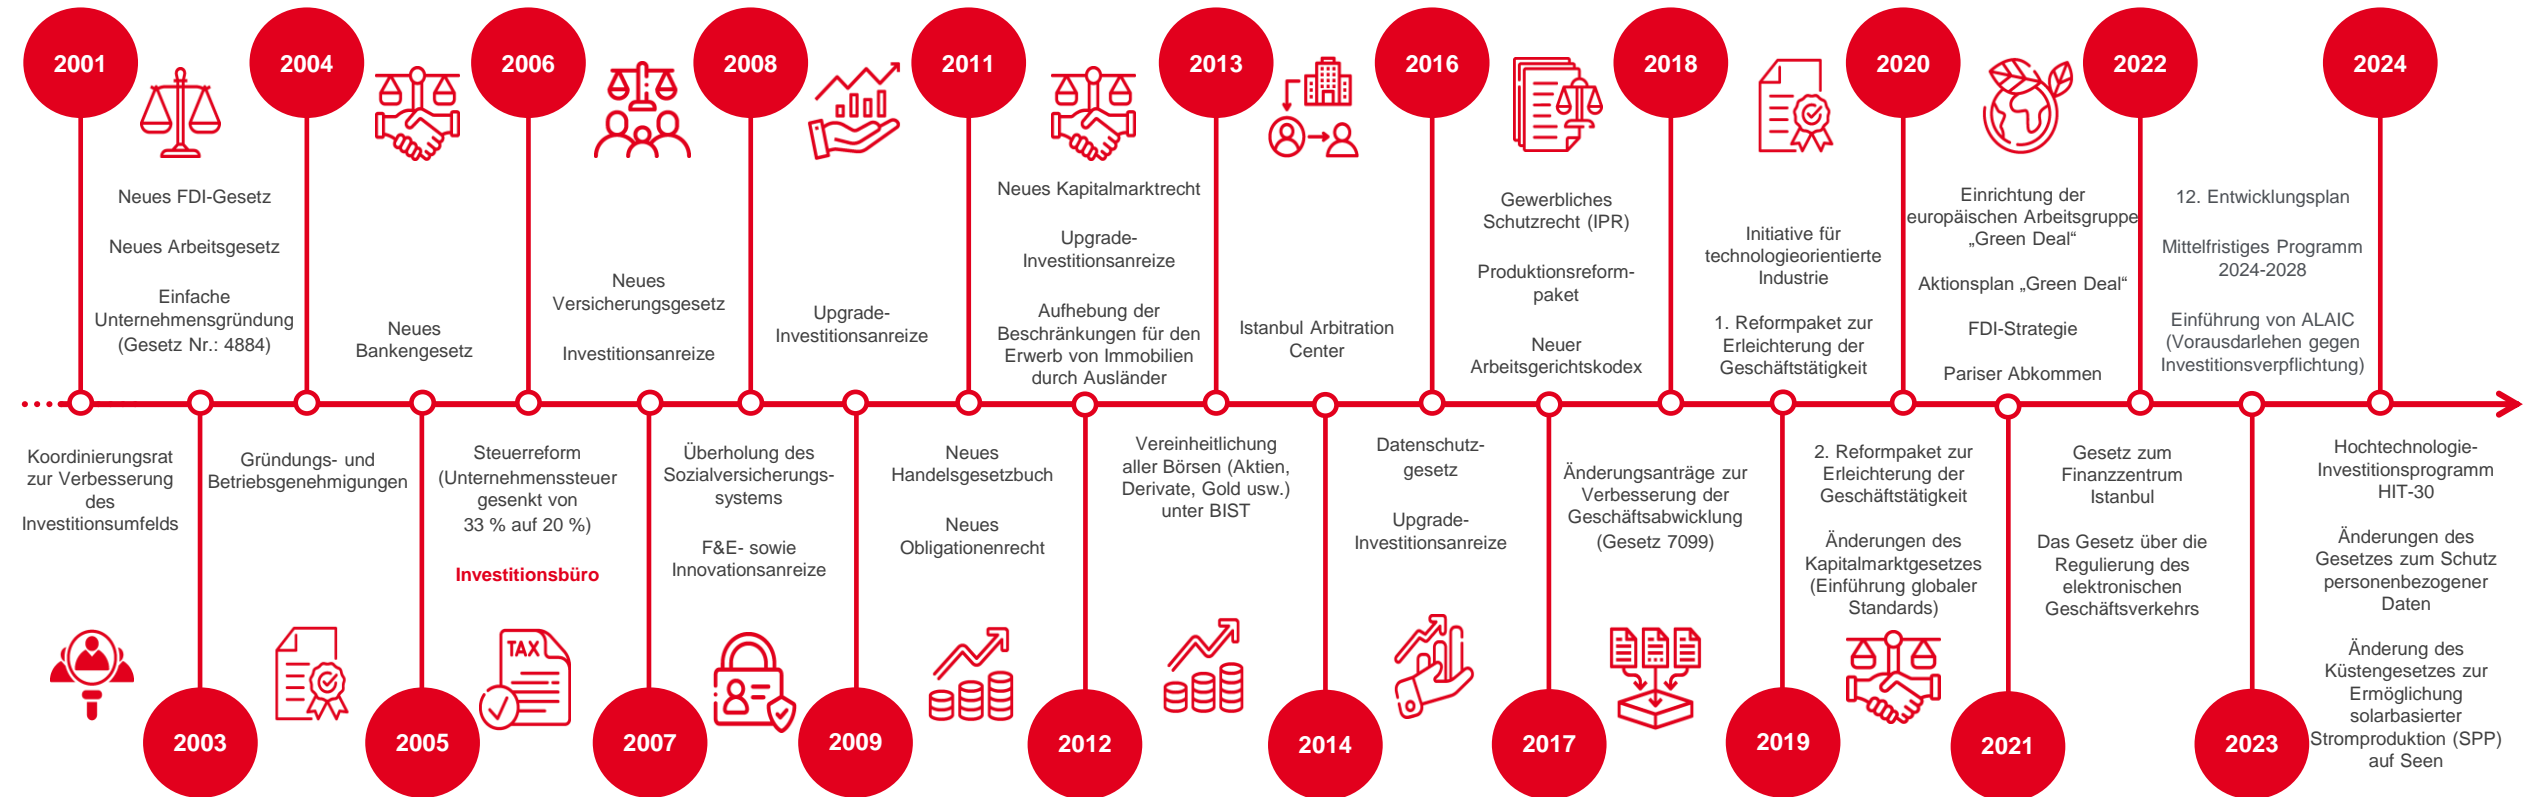 2001
2004
2006
2008
2011
2013
2016
2018
2020
2022
2024
Neues FDI-Gesetz
Neues Arbeitsgesetz
Einfache
Unternehmensgründung
(Gesetz Nr.: 4884)
Neues
Bankengesetz
Neues
Versicherungsgesetz
Investitionsanreize
Upgrade-
Investitionsanreize
Neues Kapitalmarktrecht
Upgrade-
Investitionsanreize
Aufhebung der
Beschränkungen für den
Erwerb von Immobilien
durch Ausländer
Istanbul Arbitration
Center
Gewerbliches
Schutzrecht (IPR)
Produktionsreform-
paket
Neuer
Arbeitsgerichtskodex
Initiative für
technologieorientierte
Industrie
1. Reformpaket zur
Erleichterung der
Geschäftstätigkeit
Einrichtung der
europäischen Arbeitsgruppe
„Green Deal“
Aktionsplan „Green Deal“
FDI-Strategie
Pariser Abkommen
12. Entwicklungsplan
Mittelfristiges Programm
2024-2028
Einführung von ALAIC
(Vorausdarlehen gegen
Investitionsverpflichtung)
Koordinierungsrat
zur Verbesserung
des
Investitionsumfelds
Gründungs- und
Betriebsgenehmigungen
Steuerreform
(Unternehmenssteuer
gesenkt von
33 % auf 20 %)
Investitionsbüro
TAX
Überholung des
Sozialversicherungs-
systems
F&E- sowie
Innovationsanreize
Neues
Handelsgesetzbuch
Neues
Obligationenrecht
Vereinheitlichung
aller Börsen (Aktien,
Derivate, Gold usw.)
unter BIST
Datenschutz-
gesetz
Upgrade-
Investitionsanreize
Änderungsanträge zur
Verbesserung der
Geschäftsabwicklung
(Gesetz 7099)
2. Reformpaket zur
Erleichterung der
Geschäftstätigkeit
Änderungen des
Kapitalmarktgesetzes
(Einführung globaler
Standards)
Gesetz zum
Finanzzentrum
Istanbul
Das Gesetz über die
Regulierung des
elektronischen
Geschäftsverkehrs
Hochtechnologie-
Investitionsprogramm
HIT-30
Änderungen des
Gesetzes zum Schutz
personenbezogener
Daten
Änderung des
Küstengesetzes zur
Ermöglichung
solarbasierter
Stromproduktion (SPP)
auf Seen
2003
2005
2007
2009
2012
2014
2017
2019
2021
2023